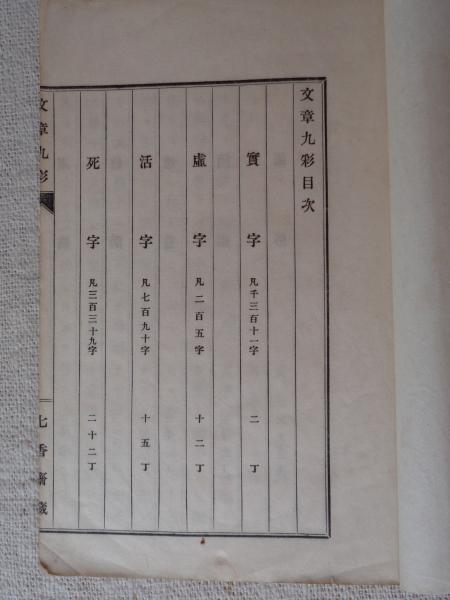 文章九彩目次
實字 凡千三百十一字 二丁
虛字 凡二百五字 十二丁
活字 凡七百九十字 十五丁
死字 凡三百三十九字 二十二丁
文章九彩
七香齋藏